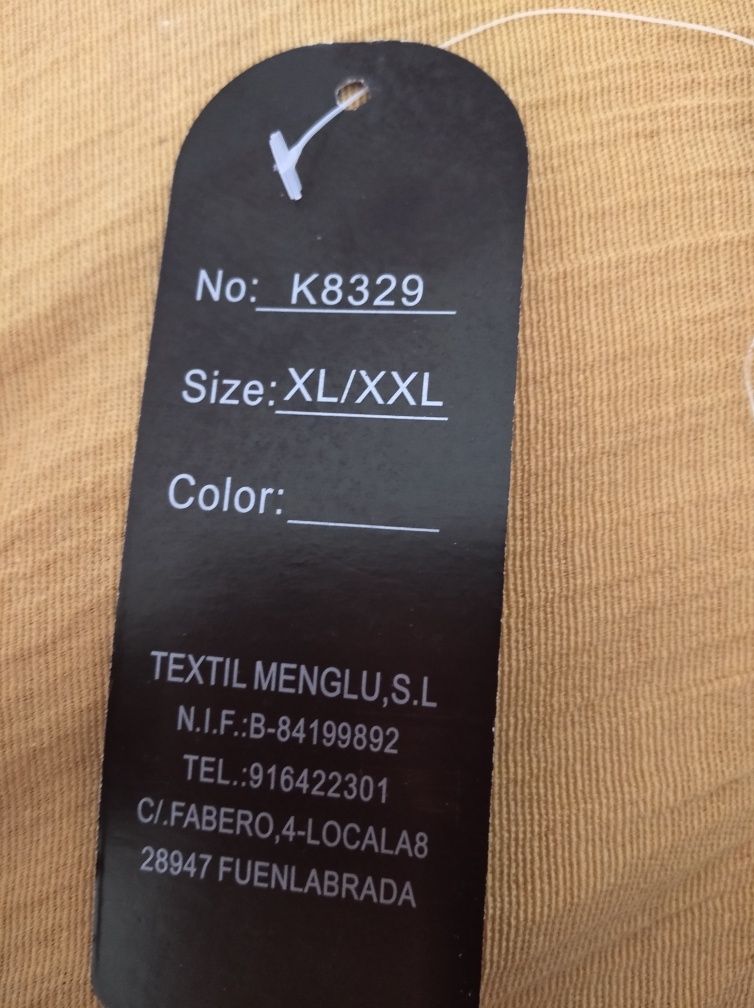 No: K8329
Size: XL/XXL
Color:
TEXTIL MENGLU,S.L
N.I.F.:B-84199892
TEL.:916422301
C/.FABERO,4-LOCALA8
28947 FUENLABRADA